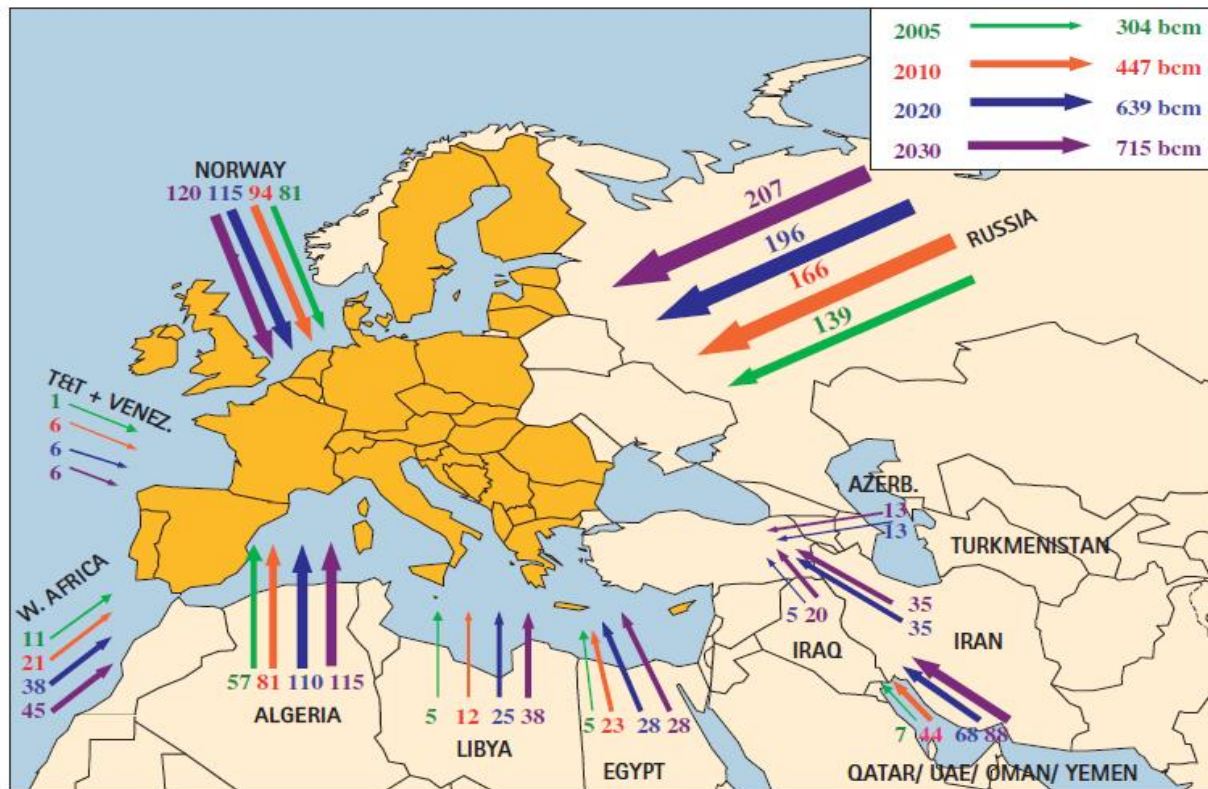 2005 304 bcm
2010 447 bcm
2020 639 bcm
2030 715 bcm
NORWAY
120 115 94 81
207
196
166
139
RUSSIA
T&T + VENEZ.
1
6
6
6
AZERB.
13
13
TURKMENISTAN
W. AFRICA
11
21
38
45
57 81 110 115
ALGERIA
5 12 25 38
LIBYA
5 23 28 28
EGYPT
5 20
IRAQ
35
35
IRAN
7 44 68 88
QATAR/ UAE/ OMAN/ YEMEN